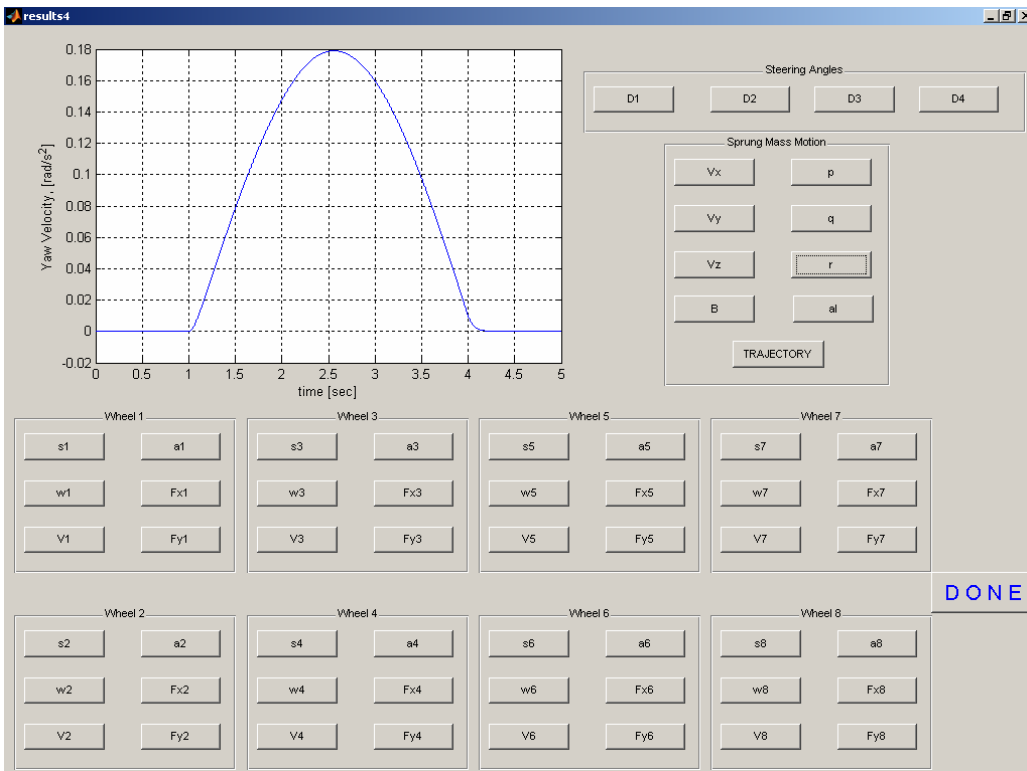 results4
0.18
0.16
0.14
0.12
0.1
0.08
0.06
0.04
0.02
0
-0.02
Yaw Velocity, [rad/s²]
0 0.5 1 1.5 2 2.5 3 3.5 4 4.5 5
time [sec]
Steering Angles
D1 D2 D3 D4
Sprung Mass Motion
Vx p
Vy q
Vz r
B al
TRAJECTORY
Wheel 1
s1 a1
w1 Fx1
V1 Fy1
Wheel 3
s3 a3
w3 Fx3
V3 Fy3
Wheel 5
s5 a5
w5 Fx5
V5 Fy5
Wheel 7
s7 a7
w7 Fx7
V7 Fy7
D O N E
Wheel 2
s2 a2
w2 Fx2
V2 Fy2
Wheel 4
s4 a4
w4 Fx4
V4 Fy4
Wheel 6
s6 a6
w6 Fx6
V6 Fy6
Wheel 8
s8 a8
w8 Fx8
V8 Fy8